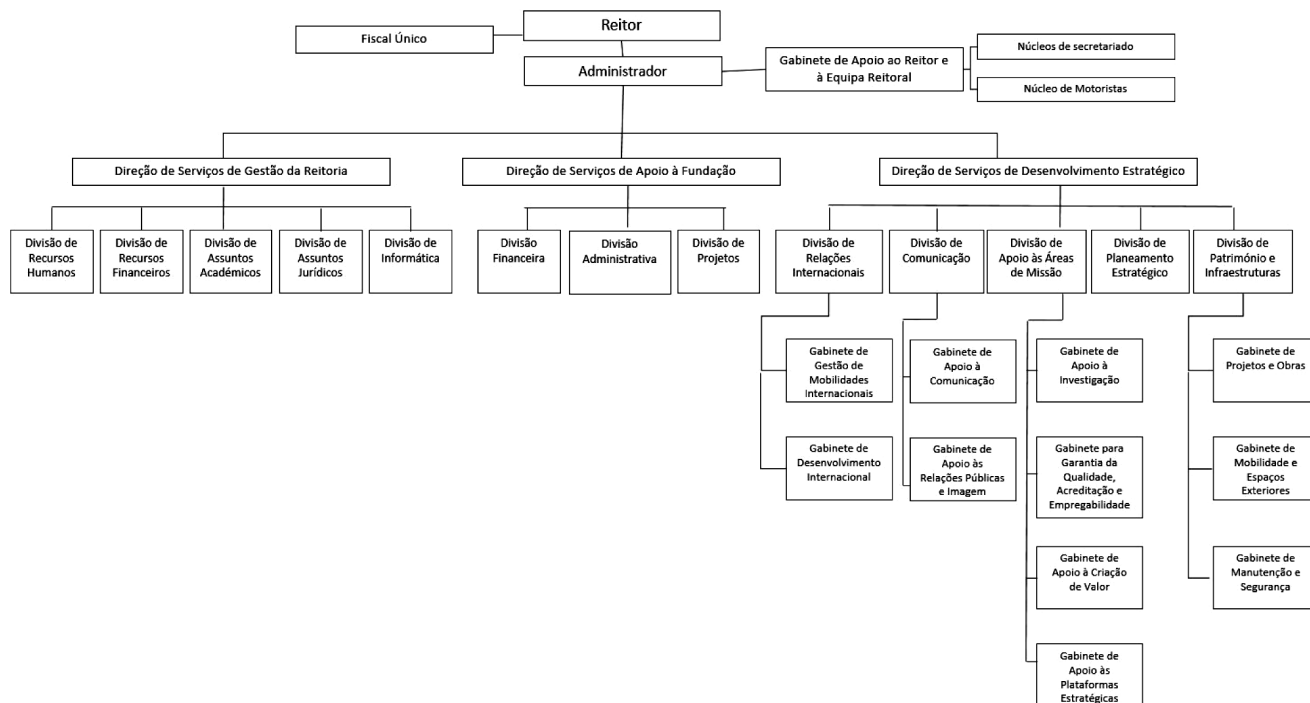 Reitor
Fiscal Único
Administrador
Gabinete de Apoio ao Reitor e
à Equipa Reitoral
Núcleos de secretariado
Núcleo de Motoristas
Direção de Serviços de Gestão da Reitoria
Direção de Serviços de Apoio à Fundação
Direção de Serviços de Desenvolvimento Estratégico
Divisão de
Recursos
Humanos
Divisão de
Recursos
Financeiros
Divisão de
Assuntos
Académicos
Divisão de
Assuntos
Jurídicos
Divisão de
Informática
Divisão
Financeira
Divisão
Administrativa
Divisão de
Projetos
Divisão de
Relações
Internacionais
Divisão de
Comunicação
Divisão de
Apoio às Áreas
de Missão
Divisão de
Planeamento
Estratégico
Divisão de
Património e
Infraestruturas
Gabinete de
Gestão de
Mobilidades
Internacionais
Gabinete de
Apoio à
Comunicação
Gabinete de
Apoio à
Investigação
Gabinete de
Projetos e Obras
Gabinete de
Desenvolvimento
Internacional
Gabinete de
Apoio às
Relações Públicas
e Imagem
Gabinete para
Garantia da
Qualidade,
Acreditação e
Empregabilidade
Gabinete de
Mobilidade e
Espaços
Exteriores
Gabinete de
Apoio à Criação
de Valor
Gabinete de
Manutenção e
Segurança
Gabinete de
Apoio às
Plataformas
Estratégicas